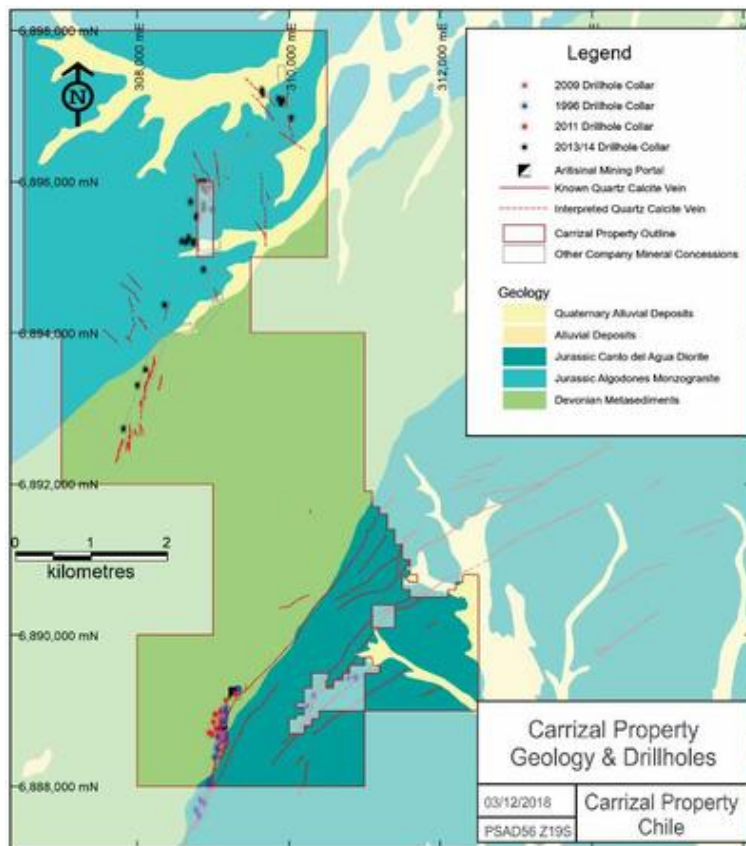 6,898,000 mN
308,000 mE
310,000 mE
312,000 mE
N
Legend
2009 Drillhole Collar
1996 Drillhole Collar
2011 Drillhole Collar
2013/14 Drillhole Collar
Aritisinal Mining Portal
Known Quartz Calcite Vein
Interpreted Quartz Calcite Vein
Carrizal Property Outline
Other Company Mineral Concessions
Geology
Quaternary Alluvial Deposits
Alluvial Deposits
Jurassic Canto del Agua Diorite
Jurassic Algodones Monzogranite
Devonian Metasediments
6,896,000 mN
6,894,000 mN
6,892,000 mN
0 1 2
kilometres
6,890,000 mN
6,888,000 mN
Carrizal Property
Geology & Drillholes
03/12/2018
PSAD56 Z19S
Carrizal Property
Chile